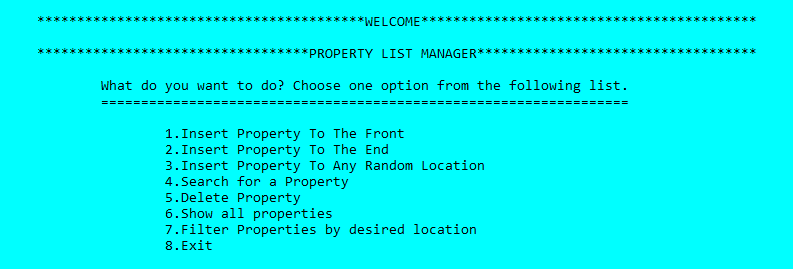 *****************************************WELCOME******************************************
**********************************PROPERTY LIST MANAGER***********************************
What do you want to do? Choose one option from the following list.
==================================================================
1.Insert Property To The Front
2.Insert Property To The End
3.Insert Property To Any Random Location
4.Search for a Property
5.Delete Property
6.Show all properties
7.Filter Properties by desired location
8.Exit